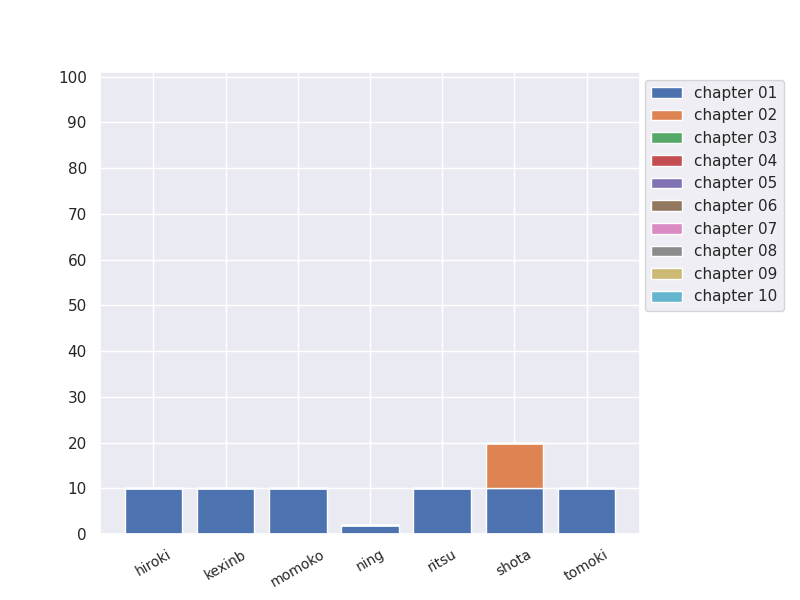 100
90
80
70
60
50
40
30
20
10
0
hiroki
kexinb
momoko
ning
ritsu
shota
tomoki
chapter 01
chapter 02
chapter 03
chapter 04
chapter 05
chapter 06
chapter 07
chapter 08
chapter 09
chapter 10